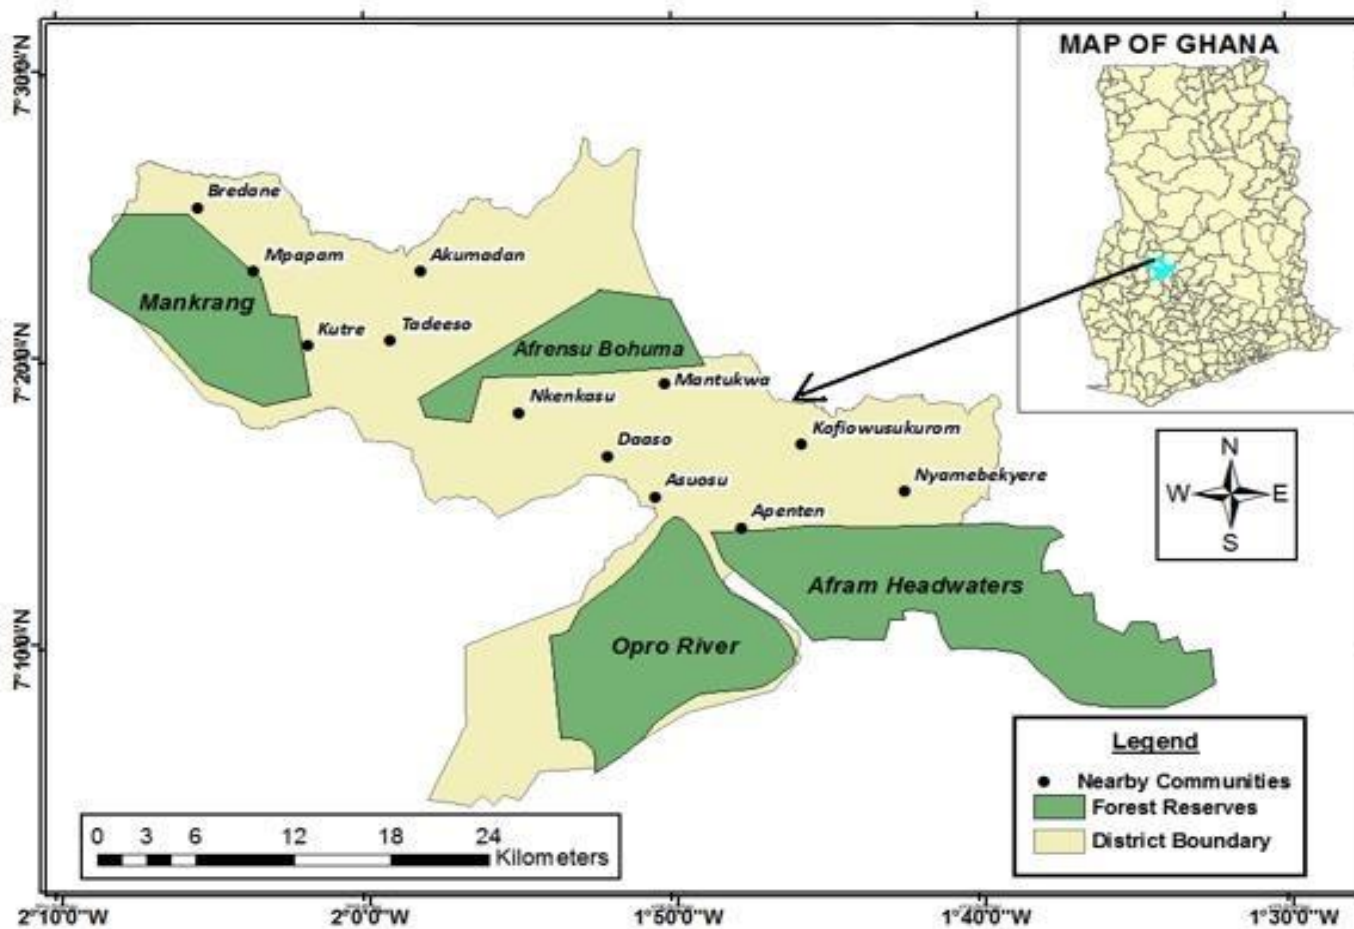 MAP OF GHANA
7°30'0"N
7°20'0"N
7°10'0"N
Bredane
Mpapam
Akumadan
Mankrang
Kutre
Tadeeso
Afrensu Bohuma
Mantukwa
Nkenkasu
Kofiowusukurom
Daaso
Asuosu
Nyamebekyere
Apenten
Afram Headwaters
Opro River
N
W E
S
Legend
Nearby Communities
Forest Reserves
District Boundary
0 3 6 12 18 24
Kilometers
2°10'0"W 2°0'0"W 1°50'0"W 1°40'0"W 1°30'0"W